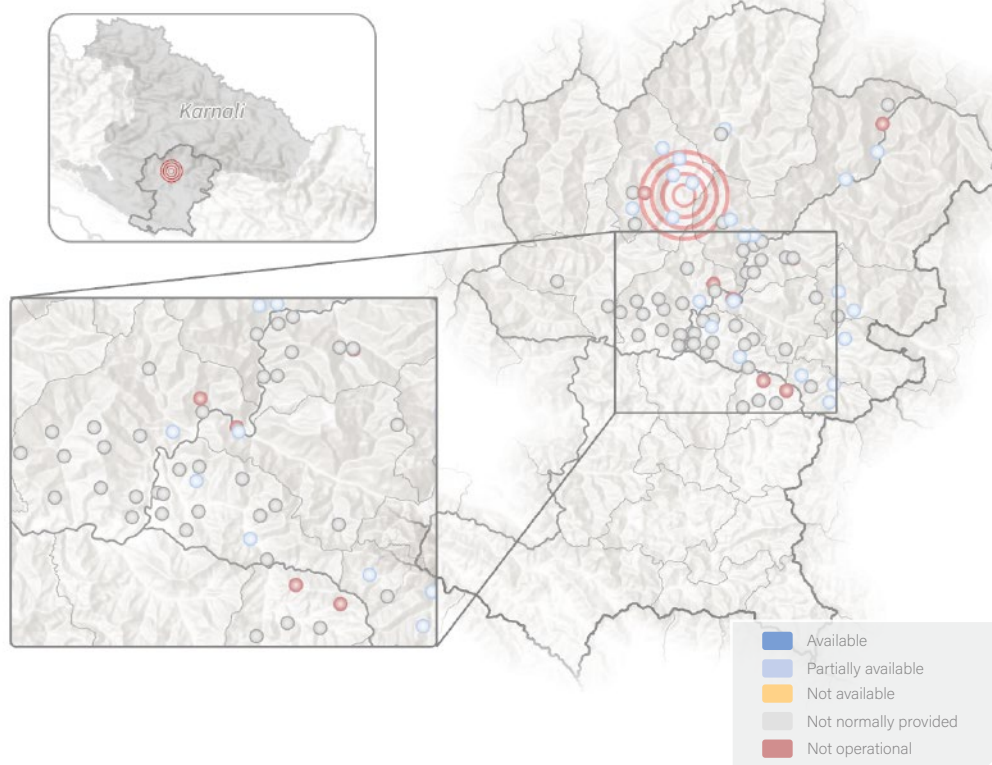 Karnali
Available
Partially available
Not available
Not normally provided
Not operational